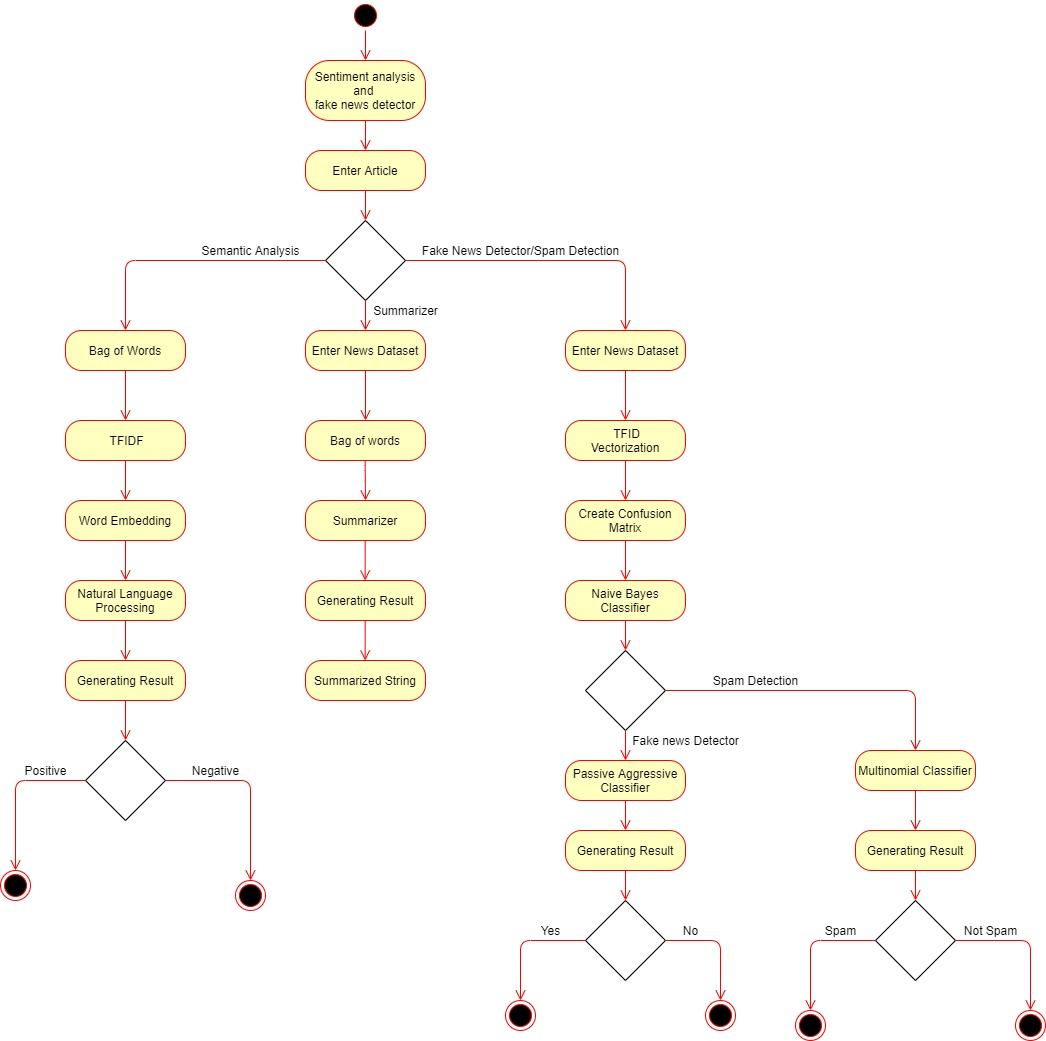 Sentiment analysis
and
fake news detector
Enter Article
Semantic Analysis
Fake News Detector/Spam Detection
Summarizer
Bag of Words
Enter News Dataset
Enter News Dataset
TFIDF
Bag of words
TFID
Vectorization
Word Embedding
Summarizer
Create Confusion
Matrix
Natural Language
Processing
Generating Result
Naive Bayes
Classifier
Generating Result
Summarized String
Spam Detection
Fake news Detector
Positive
Negative
Passive Aggressive
Classifier
Multinomial Classifier
Generating Result
Generating Result
Yes
No
Spam
Not Spam